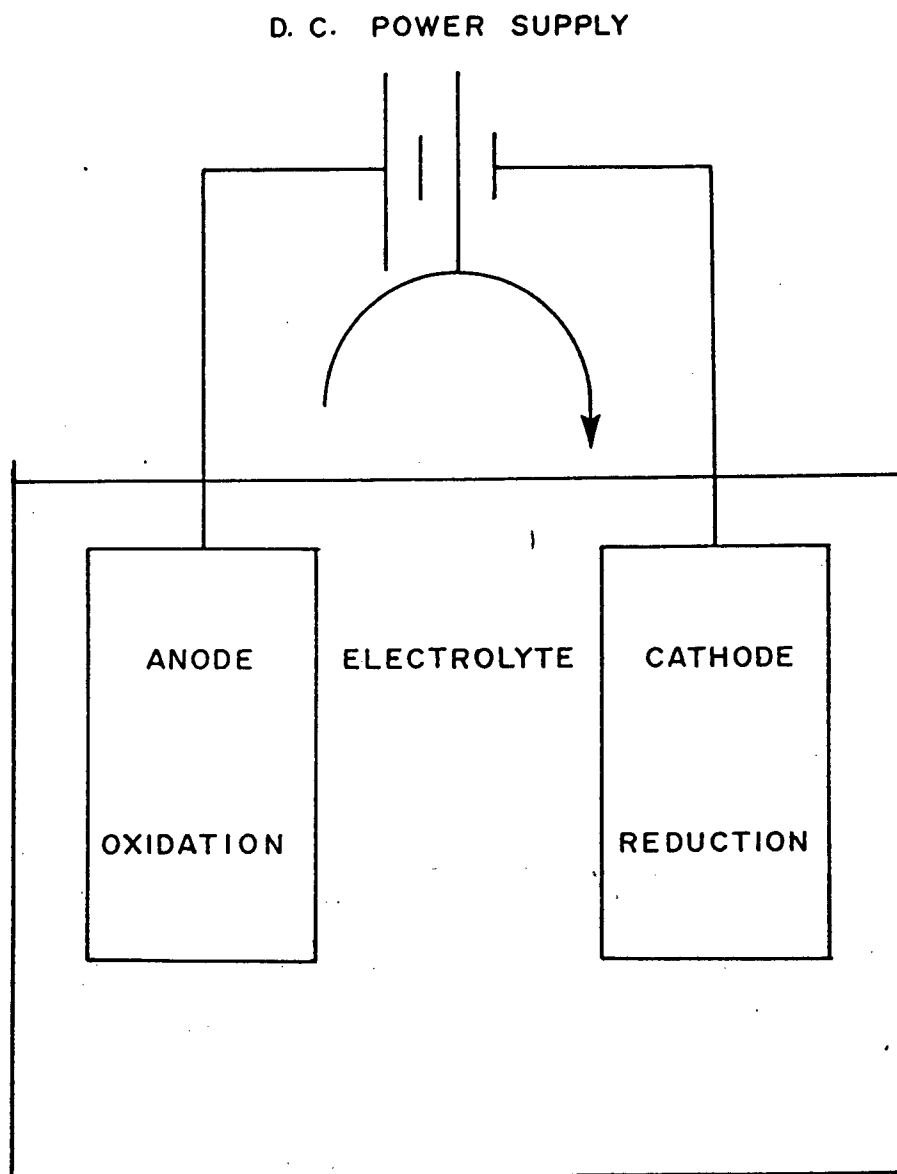 D. C. POWER SUPPLY
ANODE ELECTROLYTE CATHODE
OXIDATION REDUCTION